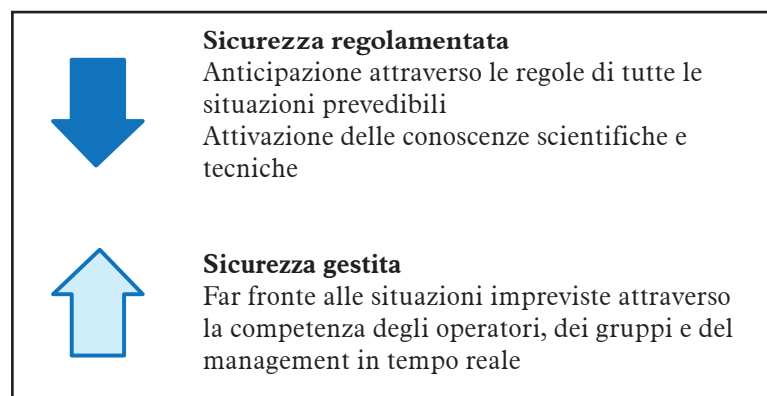 Sicurezza regolamentata
Anticipazione attraverso le regole di tutte le
situazioni prevedibili
Attivazione delle conoscenze scientifiche e
tecniche
Sicurezza gestita
Far fronte alle situazioni impreviste attraverso
la competenza degli operatori, dei gruppi e del
management in tempo reale